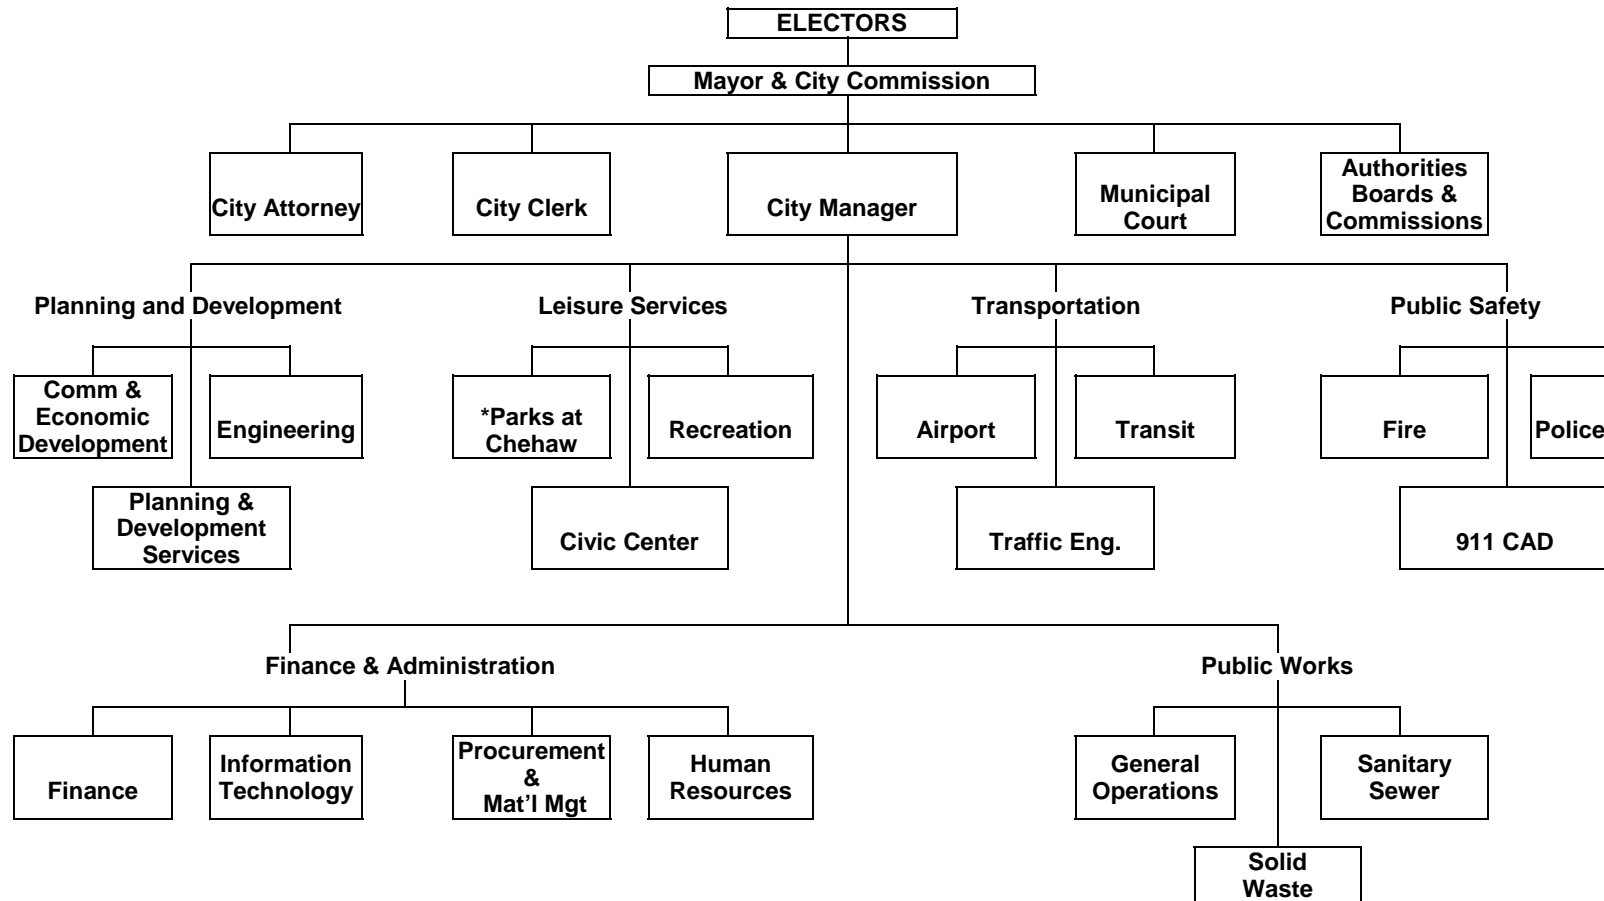 ELECTORS
Mayor & City Commission
City Attorney
City Clerk
City Manager
Municipal
Court
Authorities
Boards &
Commissions
Planning and Development
Leisure Services
Transportation
Public Safety
Comm &
Economic
Development
Engineering
*Parks at
Chehaw
Recreation
Airport
Transit
Fire
Police
Planning &
Development
Services
Civic Center
Traffic Eng.
911 CAD
Finance & Administration
Public Works
Finance
Information
Technology
Procurement
&
Mat’l Mgt
Human
Resources
General
Operations
Sanitary
Sewer
Solid
Waste